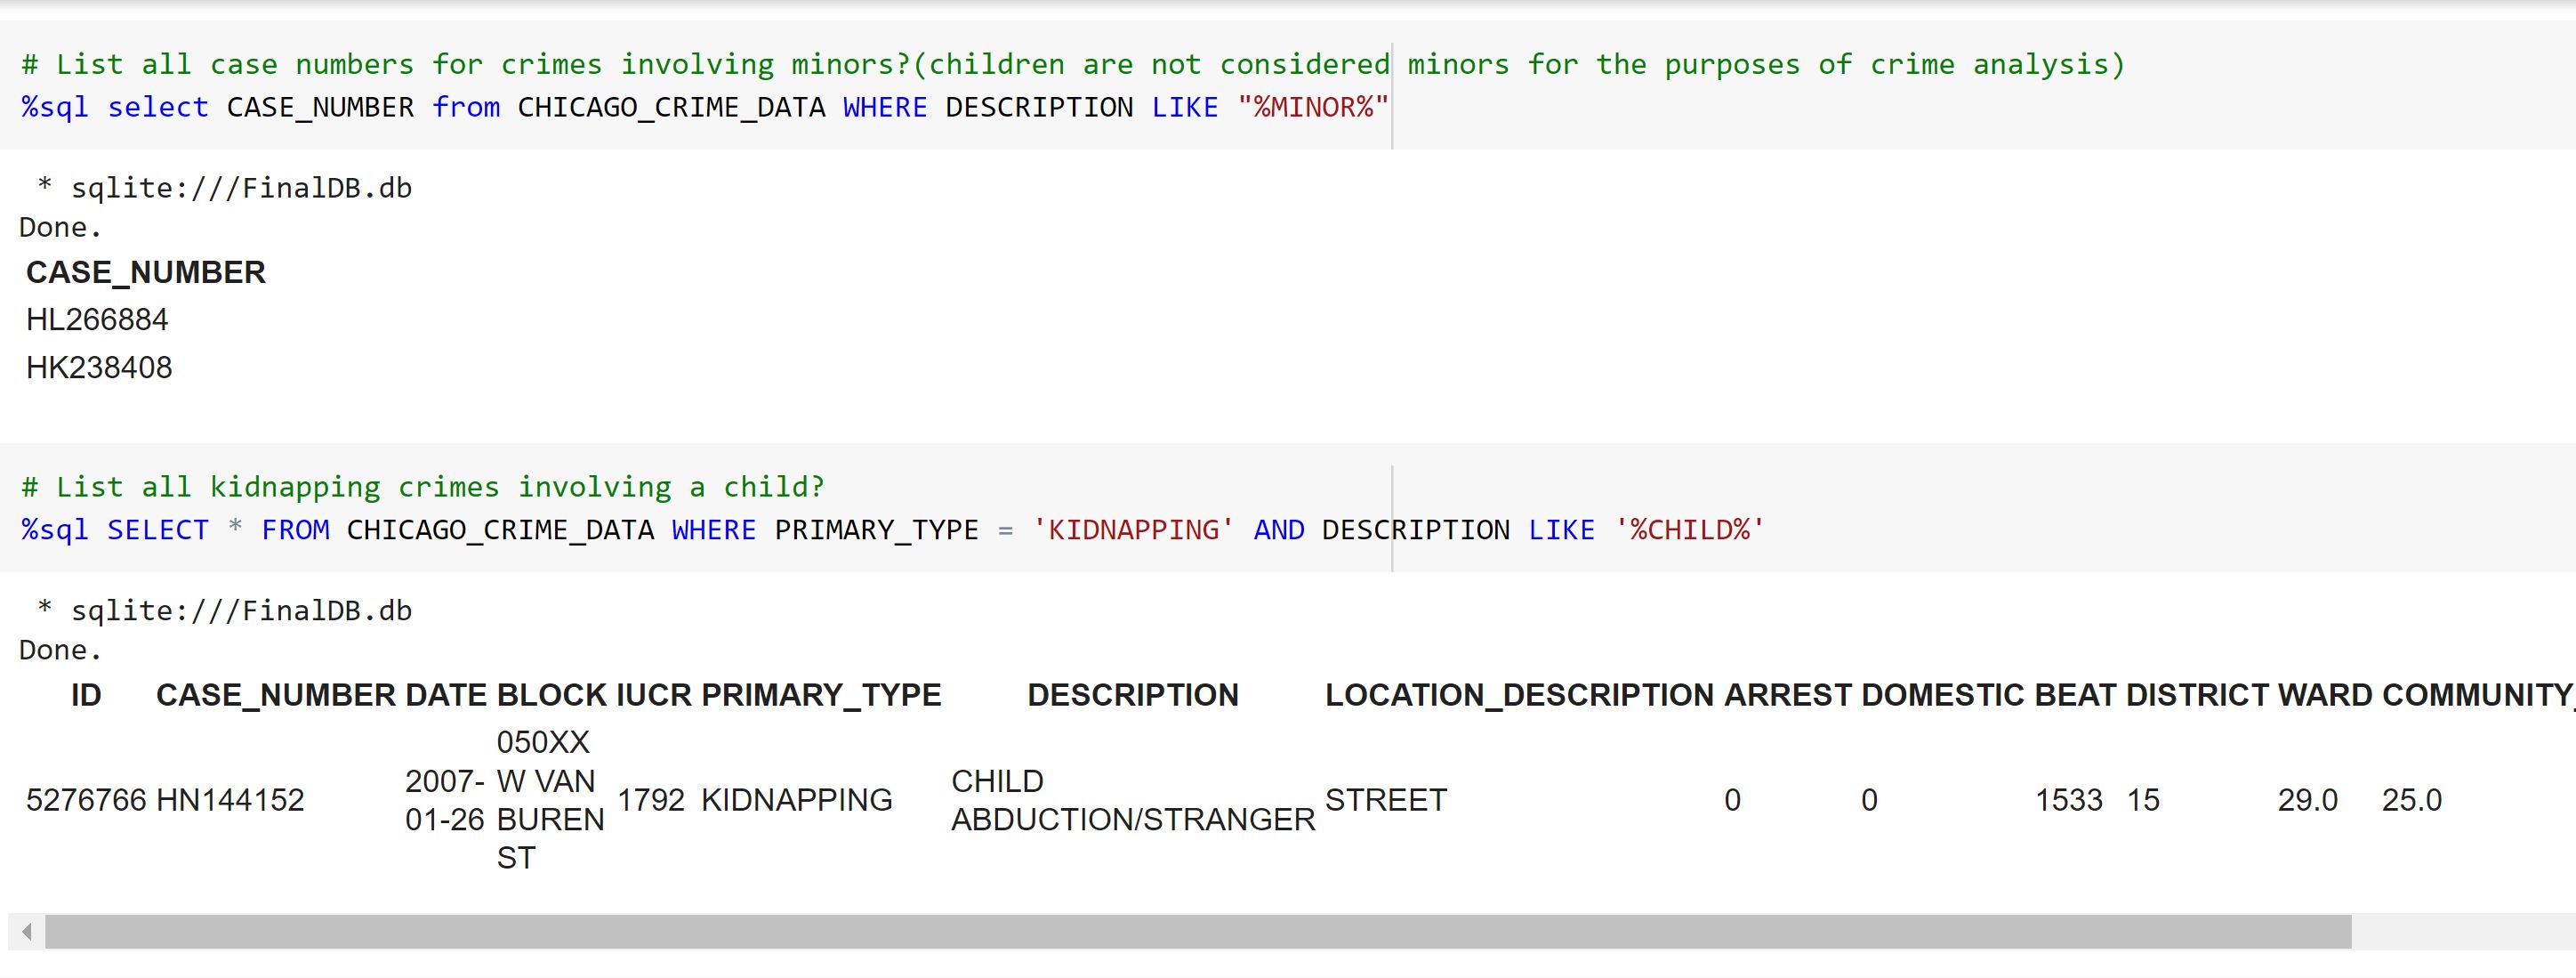 # List all case numbers for crimes involving minors?(children are not considered minors for the purposes of crime analysis)
%sql select CASE_NUMBER from CHICAGO_CRIME_DATA WHERE DESCRIPTION LIKE "%MINOR%"
* sqlite:///FinalDB.db
Done.
CASE_NUMBER
HL266884
HK238408
# List all kidnapping crimes involving a child?
%sql SELECT * FROM CHICAGO_CRIME_DATA WHERE PRIMARY_TYPE = 'KIDNAPPING' AND DESCRIPTION LIKE '%CHILD%'
* sqlite:///FinalDB.db
Done.
ID CASE_NUMBER DATE BLOCK IUCR PRIMARY_TYPE DESCRIPTION LOCATION_DESCRIPTION ARREST DOMESTIC BEAT DISTRICT WARD COMMUNITY_
5276766 HN144152 2007-
01-26 050XX
W VAN
BUREN
ST 1792 KIDNAPPING CHILD
ABDUCTION/STRANGER STREET 0 0 1533 15 29.0 25.0